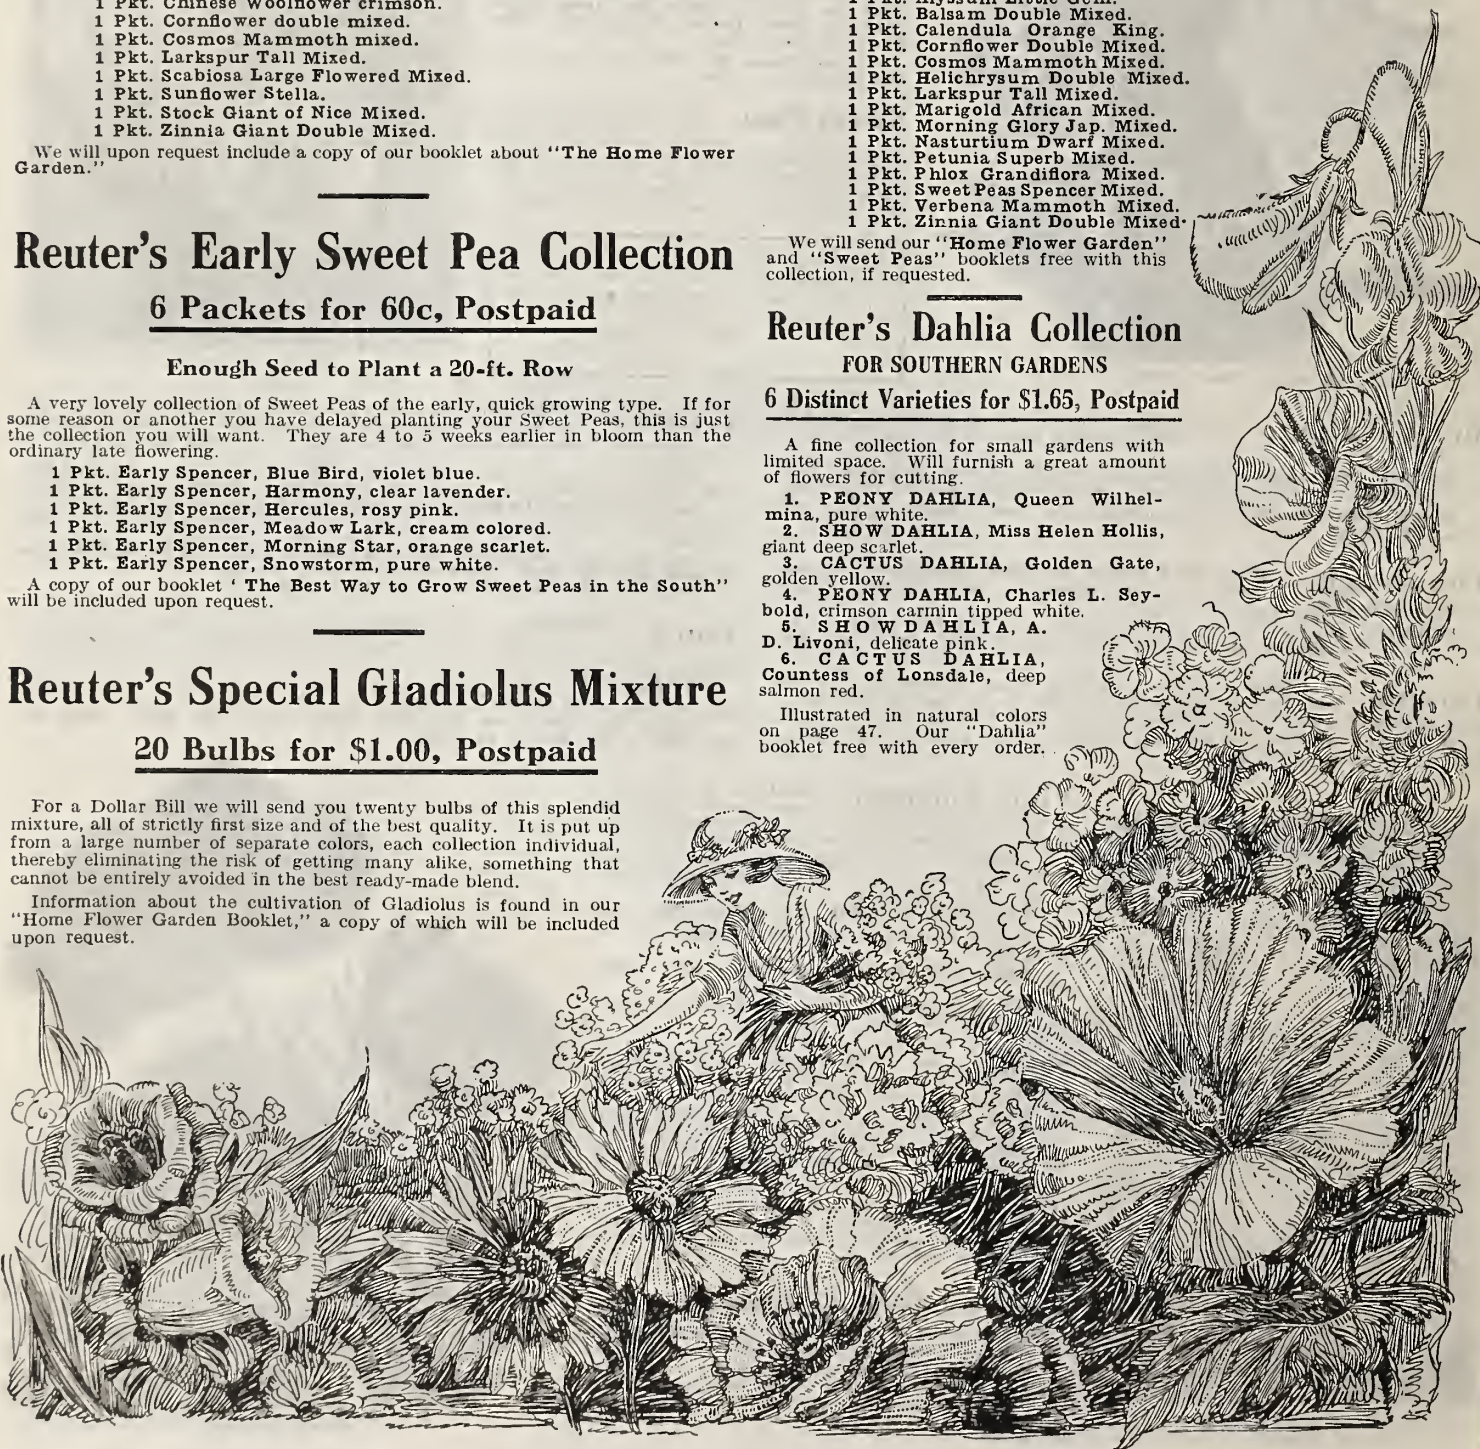 1 Pkt. Chinese Woolflower crimson.
1 Pkt. Cornflower double mixed.
1 Pkt. Cosmos Mammoth mixed.
1 Pkt. Larkspur Tall Mixed.
1 Pkt. Scabiosa Large Flowered Mixed.
1 Pkt. Sunflower Stella.
1 Pkt. Stock Giant of Nice Mixed.
1 Pkt. Zinnia Giant Double Mixed.
We will upon request include a copy of our booklet about "The Home Flower
Garden."
Reuter's Early Sweet Pea Collection
6 Packets for 60c, Postpaid
Enough Seed to Plant a 20-ft. Row
A very lovely collection of Sweet Peas of the early, quick growing type. If for
some reason or another you have delayed planting your Sweet Peas, this is just
the collection you will want. They are 4 to 5 weeks earlier in bloom than the
ordinary late flowering.
1 Pkt. Early Spencer, Blue Bird, violet blue.
1 Pkt. Early Spencer, Harmony, clear lavender.
1 Pkt. Early Spencer, Hercules, rosy pink.
1 Pkt. Early Spencer, Meadow Lark, cream colored.
1 Pkt. Early Spencer, Morning Star, orange scarlet.
1 Pkt. Early Spencer, Snowstorm, pure white.
A copy of our booklet ' The Best Way to Grow Sweet Peas in the South"
will be included upon request.
Reuter's Special Gladiolus Mixture
20 Bulbs for $1.00, Postpaid
For a Dollar Bill we will send you twenty bulbs of this splendid
mixture, all of strictly first size and of the best quality. It is put up
from a large number of separate colors, each collection individual,
thereby eliminating the risk of getting many alike, something that
cannot be entirely avoided in the best ready-made blend.
Information about the cultivation of Gladiolus is found in our
"Home Flower Garden Booklet," a copy of which will be included
upon request.
1 Pkt. Alyssum Little Gem.
1 Pkt. Balsam Double Mixed.
1 Pkt. Calendula Orange King.
1 Pkt. Cornflower Double Mixed.
1 Pkt. Cosmos Mammoth Mixed.
1 Pkt. Helichrysum Double Mixed.
1 Pkt. Larkspur Tall Mixed.
1 Pkt. Marigold African Mixed.
1 Pkt. Morning Glory Jap. Mixed.
1 Pkt. Nasturtium Dwarf Mixed.
1 Pkt. Petunia Superb Mixed.
1 Pkt. Phlox Grandiflora Mixed.
1 Pkt. Sweet Peas Spencer Mixed.
1 Pkt. Verbena Mammoth Mixed.
1 Pkt. Zinnia Giant Double Mixed·
We will send our "Home Flower Garden"
and "Sweet Peas" booklets free with this
collection, if requested.
Reuter's Dahlia Collection
FOR SOUTHERN GARDENS
6 Distinct Varieties for $1.65, Postpaid
A fine collection for small gardens with
limited space. Will furnish a great amount
of flowers for cutting.
1. PEONY DAHLIA, Queen Wilhel-
mina, pure white.
2. SHOW DAHLIA, Miss Helen Hollis,
giant deep scarlet.
3. CACTUS DAHLIA, Golden Gate,
golden yellow.
4. PEONY DAHLIA, Charles L. Sey-
bold, crimson carmin tipped white.
5. SHOW DAHLIA, A.
D. Livoni, delicate pink.
6. CACTUS DAHLIA,
Countess of Lonsdale, deep
salmon red.
Illustrated in natural colors
on page 47. Our "Dahlia"
booklet free with every order.